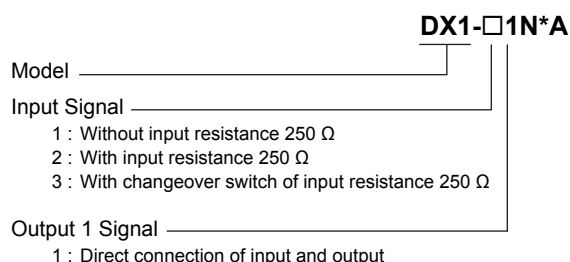 DX1-□1N*A
Model
Input Signal
1 : Without input resistance 250 Ω
2 : With input resistance 250 Ω
3 : With changeover switch of input resistance 250 Ω
Output 1 Signal
1 : Direct connection of input and output